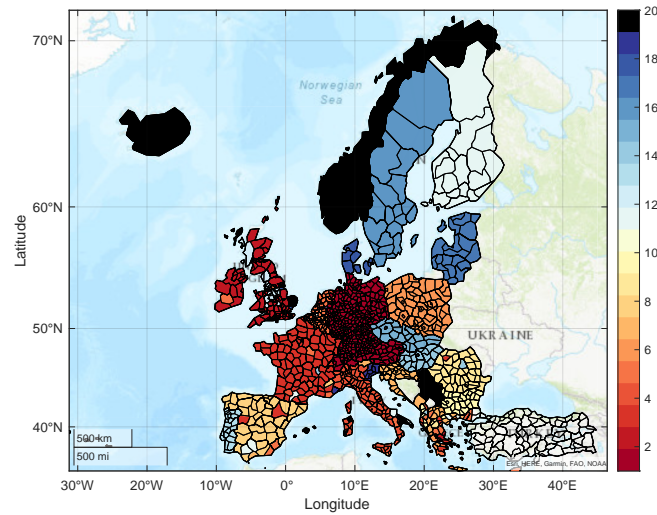 70°N
60°N
50°N
40°N
Latitude
Norwegian
Sea
UKRAINE
500 km
500 mi
Esri, HERE, Garmin, FAO, NOAA
30°W 20°W 10°W 0° 10°E 20°E 30°E 40°E
Longitude
20
18
16
14
12
10
8
6
4
2